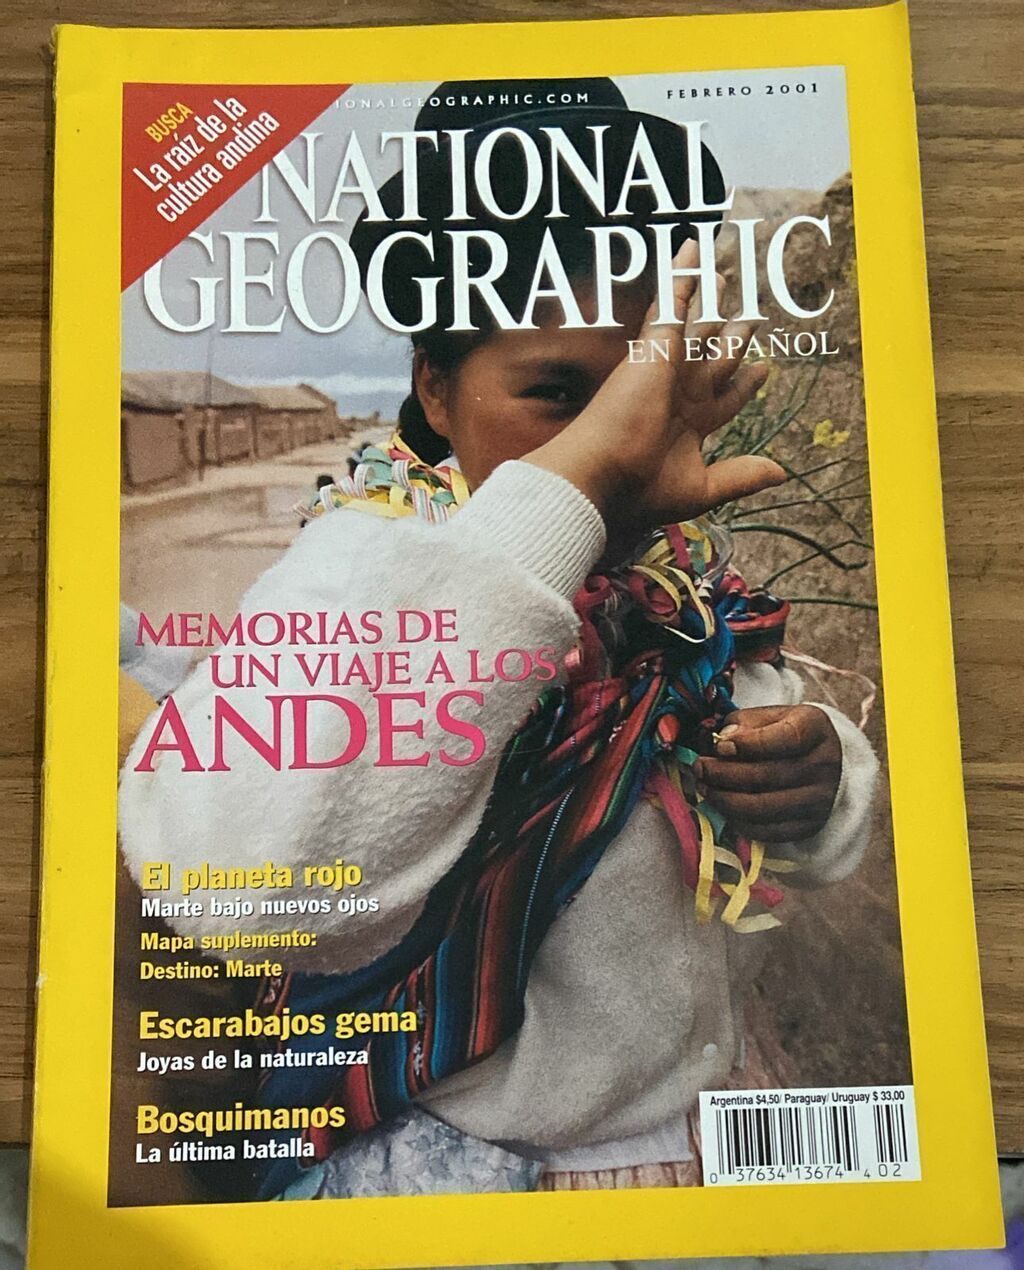 BUSCA
La raíz de la
cultura andina
IONALGEOGRAPHIC.COM
FEBRERO 2001
NATIONAL
GEOGRAPHIC
EN ESPAÑOL
MEMORIAS DE
UN VIAJE A LOS
ANDES
El planeta rojo
Marte bajo nuevos ojos
Mapa suplemento:
Destino: Marte
Escarabajos gema
Joyas de la naturaleza
Bosquimanos
La última batalla
Argentina $4,50/ Paraguay/ Uruguay $ 33,00
0 37634 13674 4 02